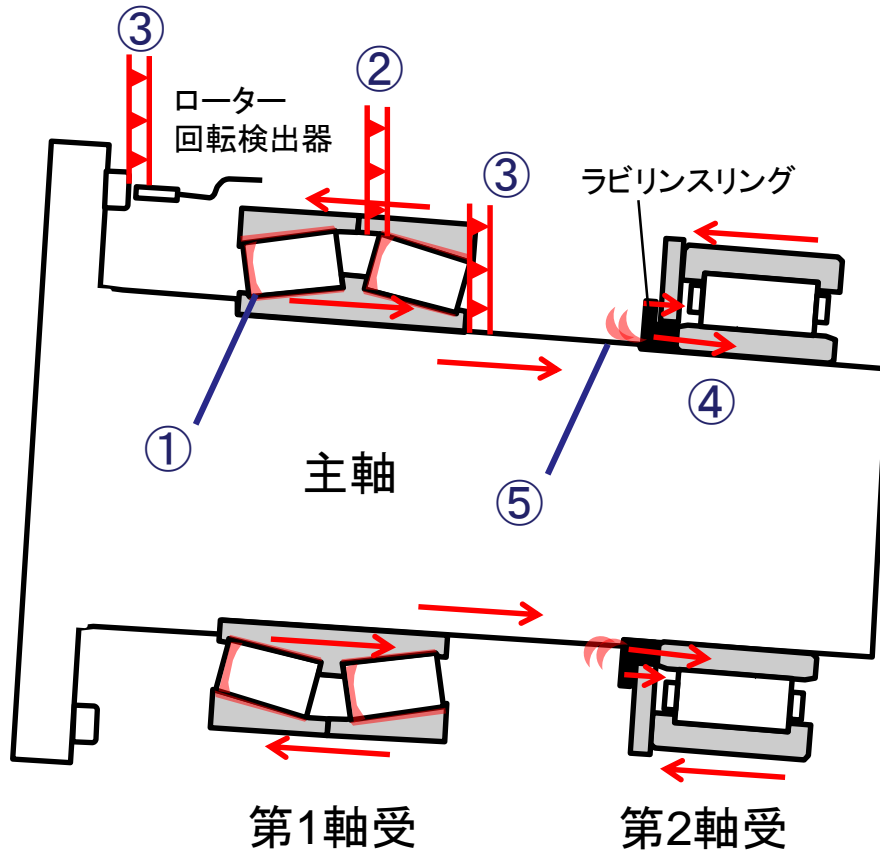 ③
②
ローター
回転検出器
③
ラビリンスリング
①
④
主軸
⑤
第1軸受
第2軸受